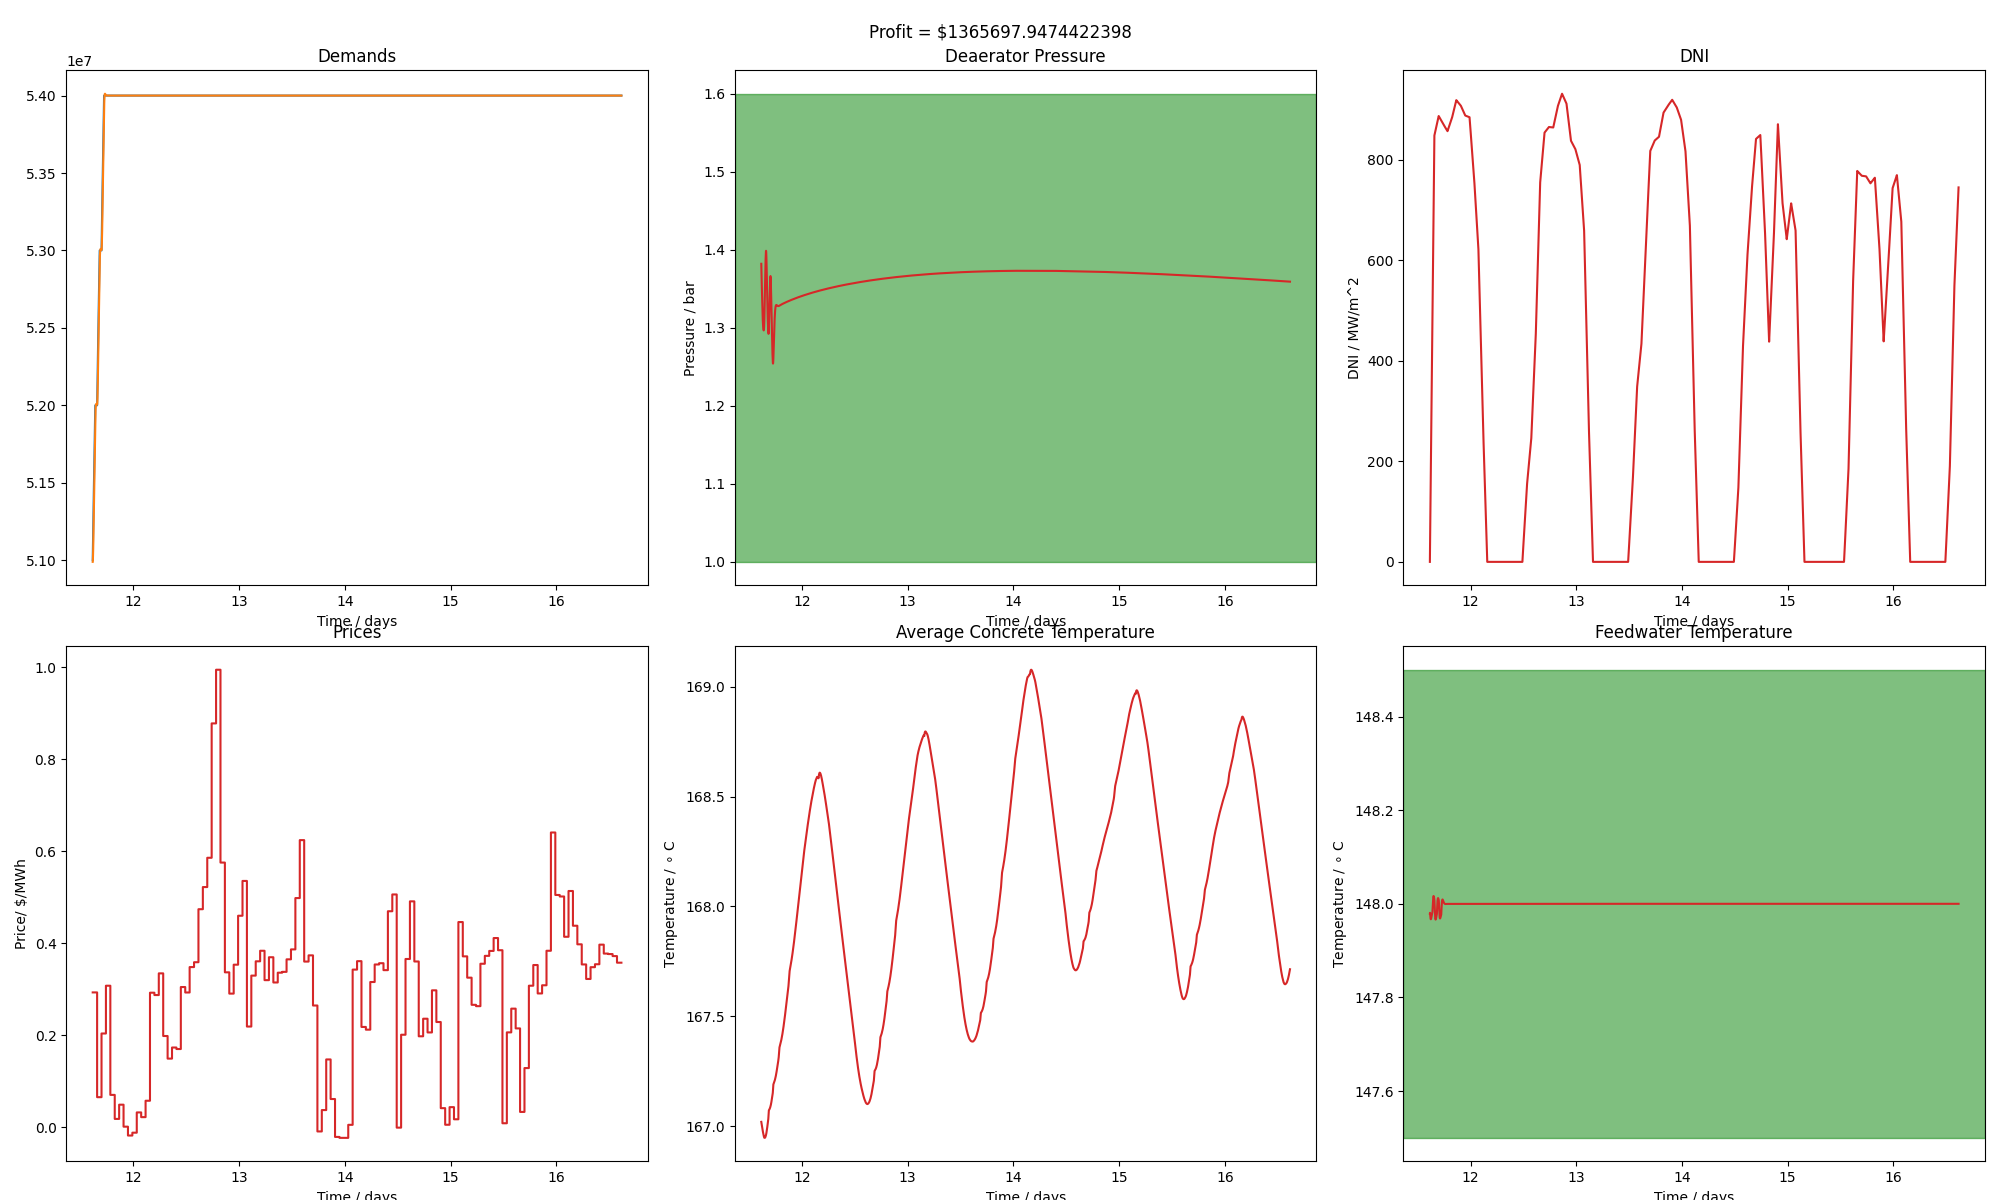 Profit = $1365697.9474422398
Demands
1e7
5.40
5.35
5.30
5.25
5.20
5.15
5.10
12 13 14 15 16
Time / days
Deaerator Pressure
Pressure / bar
1.6
1.5
1.4
1.3
1.2
1.1
1.0
12 13 14 15 16
Time / days
DNI
DNI / MW/m^2
800
600
400
200
0
12 13 14 15 16
Time / days
Prices
Price/ $/MWh
1.0
0.8
0.6
0.4
0.2
0.0
12 13 14 15 16
Time / days
Average Concrete Temperature
Temperature / ∘ C
169.0
168.5
168.0
167.5
167.0
12 13 14 15 16
Time / days
Feedwater Temperature
Temperature / ∘ C
148.4
148.2
148.0
147.8
147.6
12 13 14 15 16
Time / days